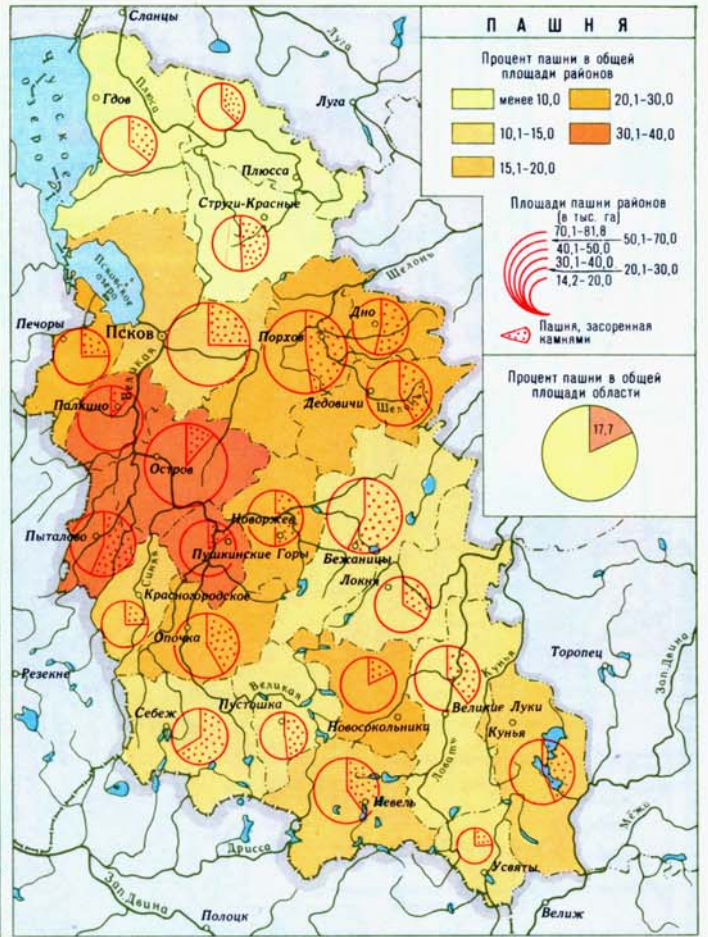 ПАШНЯ
Процент пашни в общей
площади районов
менее 10,0
20,1-30,0
10,1-15,0
30,1-40,0
15,1-20,0
Площади пашни районов
(в тыс. га)
70,1-81,8
50,1-70,0
40,1-50,0
30,1-40,0
20,1-30,0
14,2-20,0
Пашня, засоренная
камнями
Процент пашни в общей
площади области
17,7
Сланцы
Луга
Луга
Чудское
озеро
Гдов
Плюса
Плюсса
Струги-Красные
Псковское
озеро
Шелонь
Печоры
Псков
Великая
Порхов
Дно
Палкино
Дедовичи
Шелонь
Остров
Пыталово
Новоржев
Пушкинские Горы
Бежаницы
Синяя
Локня
Красногородское
Опочка
Резекне
Великая
Кунья
Торопец
Зап. Двина
Себеж
Пустошка
Новосокольники
Великие Луки
Кунья
Ловать
Невель
Дрисса
Усвяты
Межа
Зап. Двина
Полоцк
Велиж